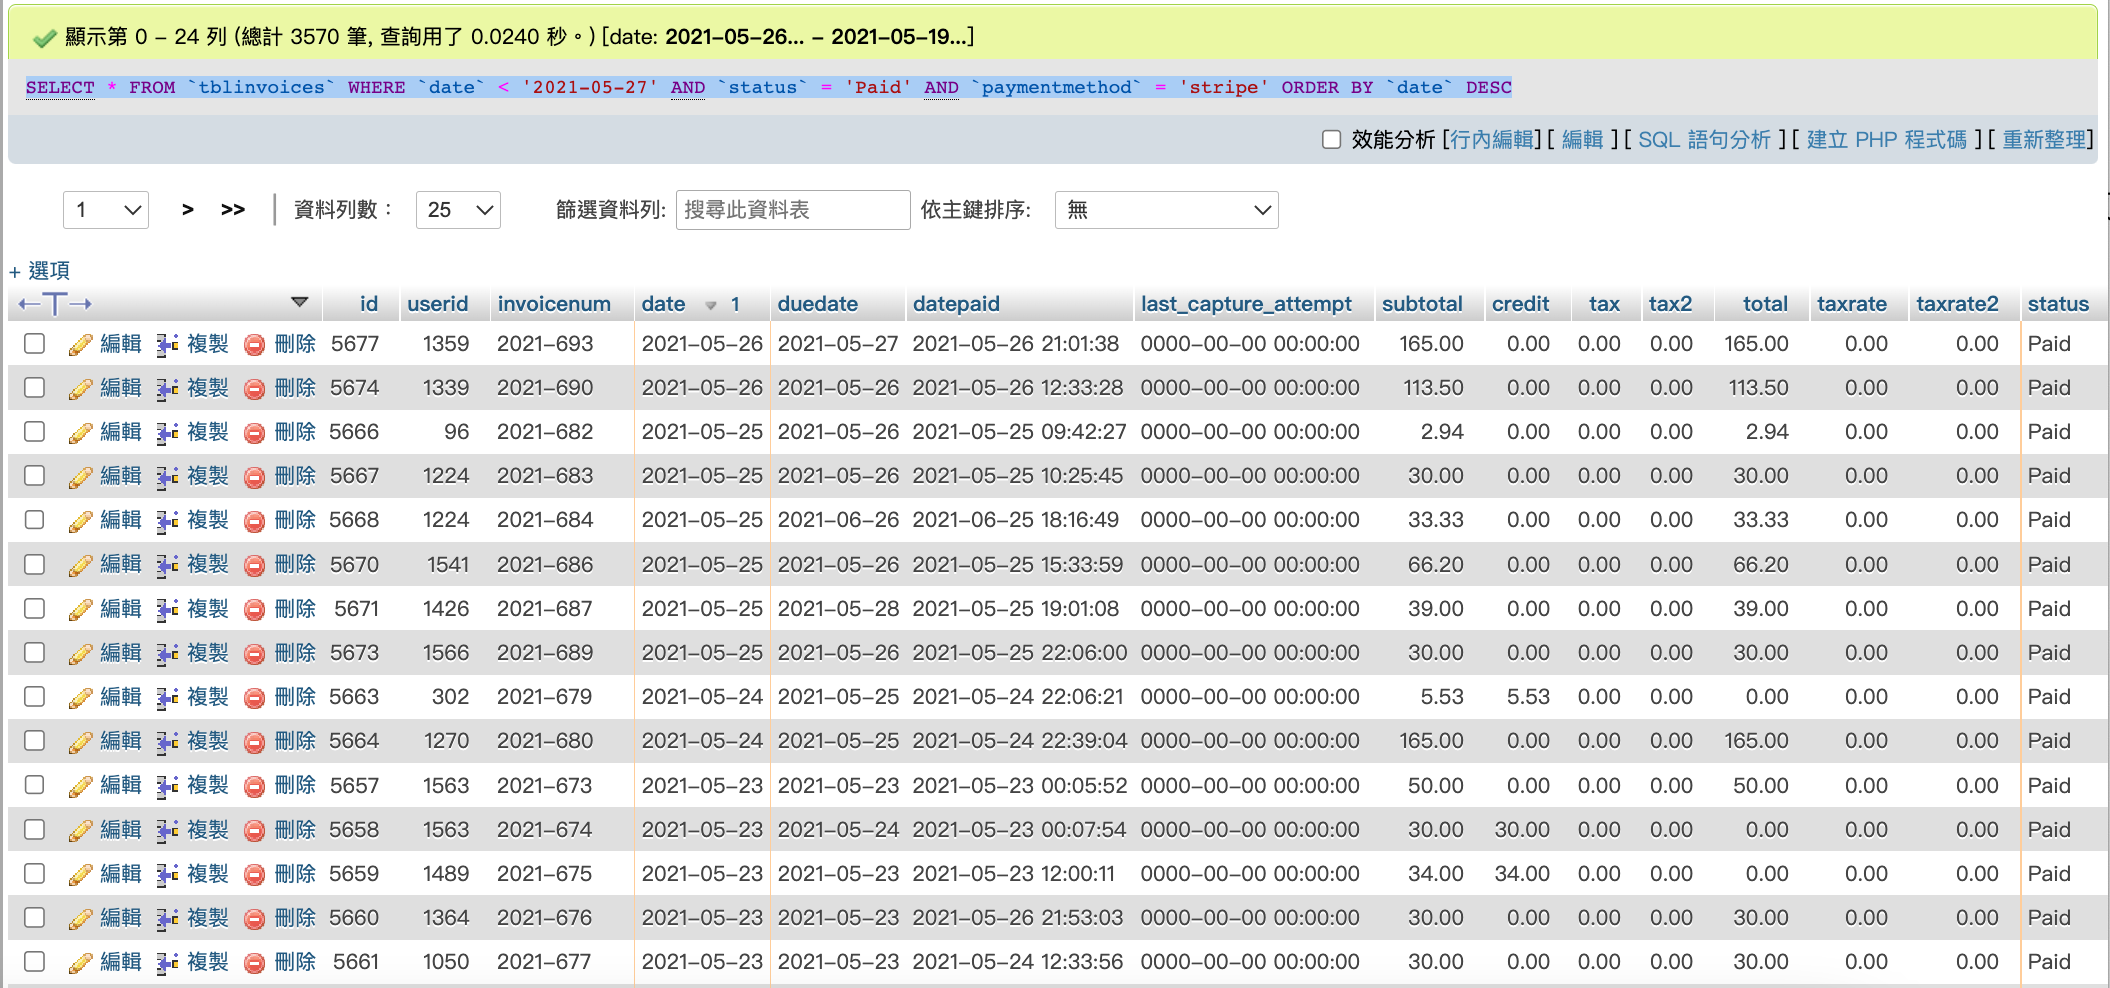 顯示第 0 - 24 列 (總計 3570 筆, 查詢用了 0.0240 秒。) [date: 2021-05-26... - 2021-05-19...]
SELECT * FROM `tblinvoices` WHERE `date` < '2021-05-27' AND `status` = 'Paid' AND `paymentmethod` = 'stripe' ORDER BY `date` DESC
效能分析 [行內編輯] [ 編輯 ] [ SQL 語句分析 ] [ 建立 PHP 程式碼 ] [ 重新整理]
1 > >> | 資料列數： 25 篩選資料列: 搜尋此資料表 依主鍵排序: 無
+ 選項
←T→ id userid invoicenum date 1 duedate datepaid last_capture_attempt subtotal credit tax tax2 total taxrate taxrate2 status
編輯 複製 刪除 5677 1359 2021-693 2021-05-26 2021-05-27 2021-05-26 21:01:38 0000-00-00 00:00:00 165.00 0.00 0.00 0.00 165.00 0.00 0.00 Paid
編輯 複製 刪除 5674 1339 2021-690 2021-05-26 2021-05-26 2021-05-26 12:33:28 0000-00-00 00:00:00 113.50 0.00 0.00 0.00 113.50 0.00 0.00 Paid
編輯 複製 刪除 5666 96 2021-682 2021-05-25 2021-05-26 2021-05-25 09:42:27 0000-00-00 00:00:00 2.94 0.00 0.00 0.00 2.94 0.00 0.00 Paid
編輯 複製 刪除 5667 1224 2021-683 2021-05-25 2021-05-26 2021-05-25 10:25:45 0000-00-00 00:00:00 30.00 0.00 0.00 0.00 30.00 0.00 0.00 Paid
編輯 複製 刪除 5668 1224 2021-684 2021-05-25 2021-06-26 2021-06-25 18:16:49 0000-00-00 00:00:00 33.33 0.00 0.00 0.00 33.33 0.00 0.00 Paid
編輯 複製 刪除 5670 1541 2021-686 2021-05-25 2021-05-26 2021-05-25 15:33:59 0000-00-00 00:00:00 66.20 0.00 0.00 0.00 66.20 0.00 0.00 Paid
編輯 複製 刪除 5671 1426 2021-687 2021-05-25 2021-05-28 2021-05-25 19:01:08 0000-00-00 00:00:00 39.00 0.00 0.00 0.00 39.00 0.00 0.00 Paid
編輯 複製 刪除 5673 1566 2021-689 2021-05-25 2021-05-26 2021-05-25 22:06:00 0000-00-00 00:00:00 30.00 0.00 0.00 0.00 30.00 0.00 0.00 Paid
編輯 複製 刪除 5663 302 2021-679 2021-05-24 2021-05-25 2021-05-24 22:06:21 0000-00-00 00:00:00 5.53 5.53 0.00 0.00 0.00 0.00 0.00 Paid
編輯 複製 刪除 5664 1270 2021-680 2021-05-24 2021-05-25 2021-05-24 22:39:04 0000-00-00 00:00:00 165.00 0.00 0.00 0.00 165.00 0.00 0.00 Paid
編輯 複製 刪除 5657 1563 2021-673 2021-05-23 2021-05-23 2021-05-23 00:05:52 0000-00-00 00:00:00 50.00 0.00 0.00 0.00 50.00 0.00 0.00 Paid
編輯 複製 刪除 5658 1563 2021-674 2021-05-23 2021-05-24 2021-05-23 00:07:54 0000-00-00 00:00:00 30.00 30.00 0.00 0.00 0.00 0.00 0.00 Paid
編輯 複製 刪除 5659 1489 2021-675 2021-05-23 2021-05-23 2021-05-23 12:00:11 0000-00-00 00:00:00 34.00 34.00 0.00 0.00 0.00 0.00 0.00 Paid
編輯 複製 刪除 5660 1364 2021-676 2021-05-23 2021-05-23 2021-05-26 21:53:03 0000-00-00 00:00:00 30.00 0.00 0.00 0.00 30.00 0.00 0.00 Paid
編輯 複製 刪除 5661 1050 2021-677 2021-05-23 2021-05-23 2021-05-24 12:33:56 0000-00-00 00:00:00 30.00 0.00 0.00 0.00 30.00 0.00 0.00 Paid